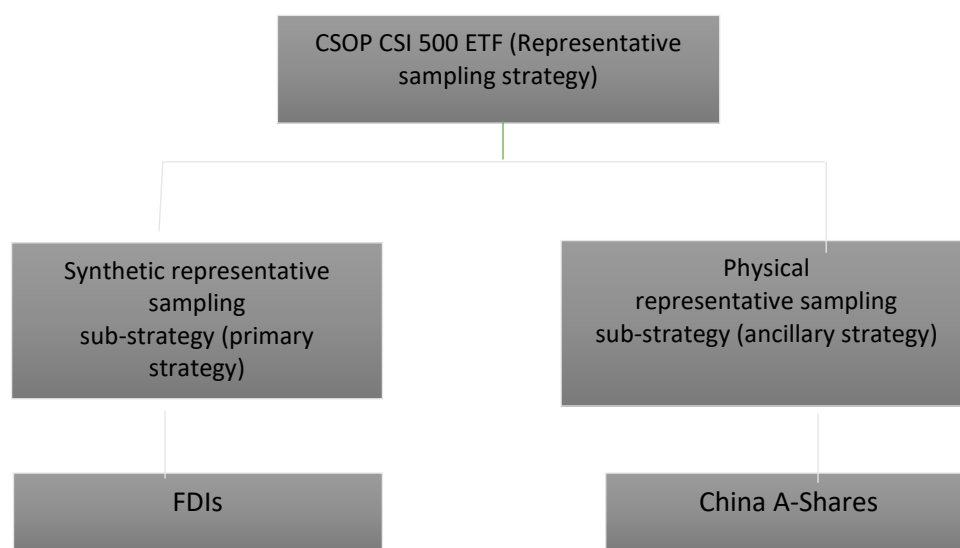 CSOP CSI 500 ETF (Representative
sampling strategy)
Synthetic representative
sampling
sub-strategy (primary
strategy)
Physical
representative sampling
sub-strategy (ancillary strategy)
FDIs
China A-Shares